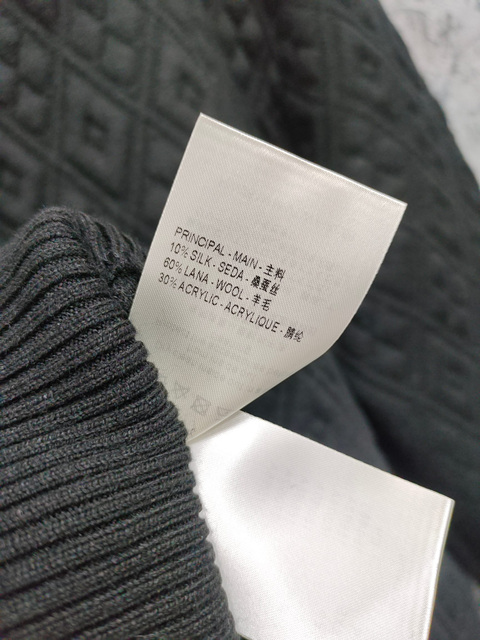 PRINCIPAL - MAIN - 主料
10% SILK - SEDA - 桑蚕丝
60% LANA - WOOL - 羊毛
30% ACRYLIC - ACRYLIQUE - 腈纶